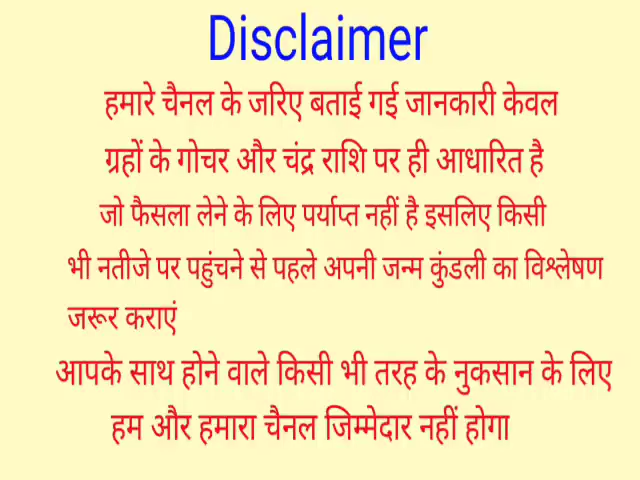 Disclaimer
हमारे चैनल के जरिए बताई गई जानकारी केवल
ग्रहों के गोचर और चंद्र राशि पर ही आधारित है
जो फैसला लेने के लिए पर्याप्त नहीं है इसलिए किसी
भी नतीजे पर पहुंचने से पहले अपनी जन्म कुंडली का विश्लेषण
जरूर कराएं
आपके साथ होने वाले किसी भी तरह के नुकसान के लिए
हम और हमारा चैनल जिम्मेदार नहीं होगा